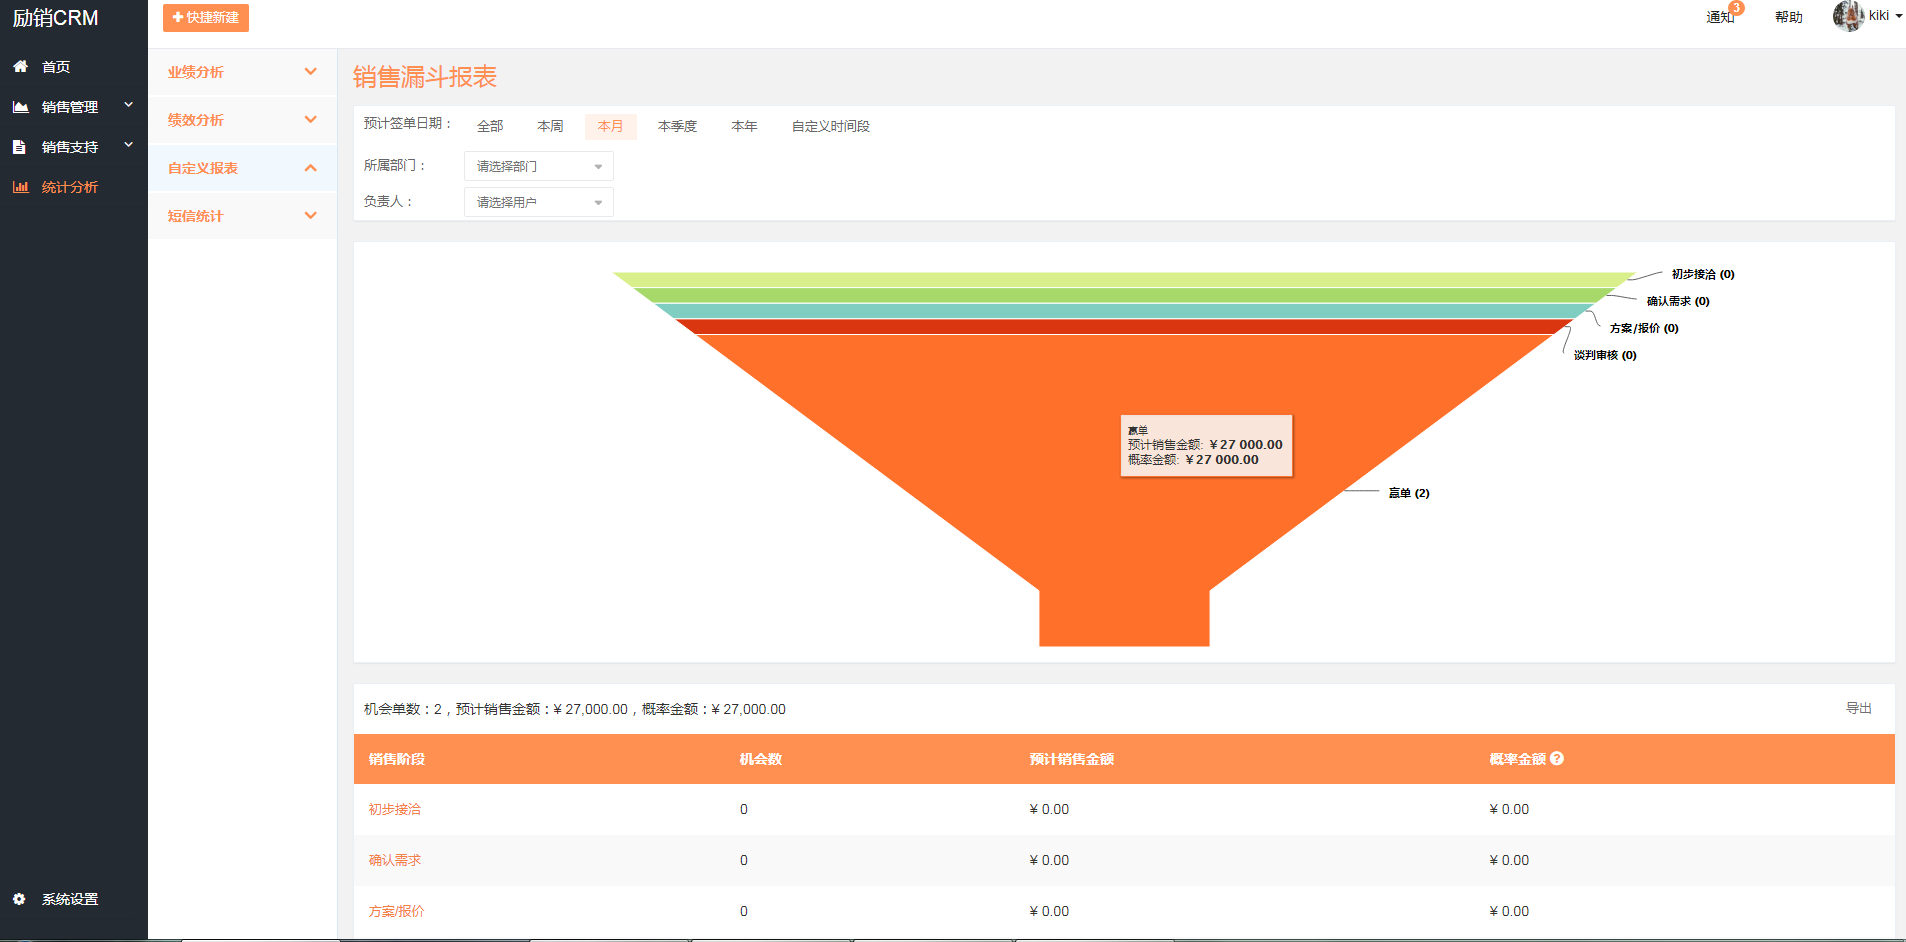 励销CRM
快捷新建
通知 3
帮助
kiki
首页
销售管理
销售支持
统计分析
系统设置
业绩分析
绩效分析
自定义报表
短信统计
销售漏斗报表
预计签单日期： 全部 本周 本月 本季度 本年 自定义时间段
所属部门： 请选择部门
负责人： 请选择用户
初步接洽 (0)
确认需求 (0)
方案/报价 (0)
谈判审核 (0)
赢单
预计销售金额: ￥27 000.00
概率金额: ￥27 000.00
赢单 (2)
机会单数：2，预计销售金额：¥ 27,000.00，概率金额：¥ 27,000.00
导出
销售阶段 机会数 预计销售金额 概率金额 ?
初步接洽 0 ¥ 0.00 ¥ 0.00
确认需求 0 ¥ 0.00 ¥ 0.00
方案/报价 0 ¥ 0.00 ¥ 0.00